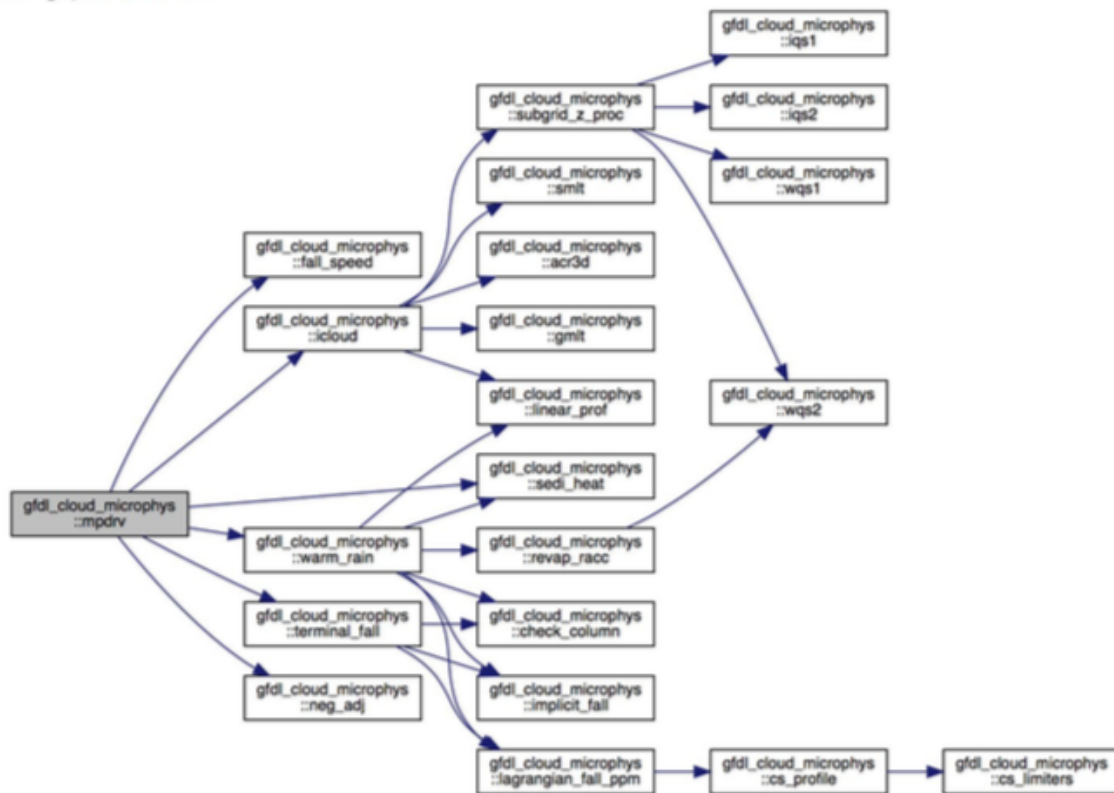 gfdl_cloud_microphys
::iqs1
gfdl_cloud_microphys
::subgrid_z_proc
gfdl_cloud_microphys
::iqs2
gfdl_cloud_microphys
::smlt
gfdl_cloud_microphys
::wqs1
gfdl_cloud_microphys
::fall_speed
gfdl_cloud_microphys
::acr3d
gfdl_cloud_microphys
::icloud
gfdl_cloud_microphys
::gmlt
gfdl_cloud_microphys
::linear_prof
gfdl_cloud_microphys
::wqs2
gfdl_cloud_microphys
::sedi_heat
gfdl_cloud_microphys
::mpdrv
gfdl_cloud_microphys
::warm_rain
gfdl_cloud_microphys
::revap_racc
gfdl_cloud_microphys
::terminal_fall
gfdl_cloud_microphys
::check_column
gfdl_cloud_microphys
::neg_adj
gfdl_cloud_microphys
::implicit_fall
gfdl_cloud_microphys
::lagrangian_fall_ppm
gfdl_cloud_microphys
::cs_profile
gfdl_cloud_microphys
::cs_limiters